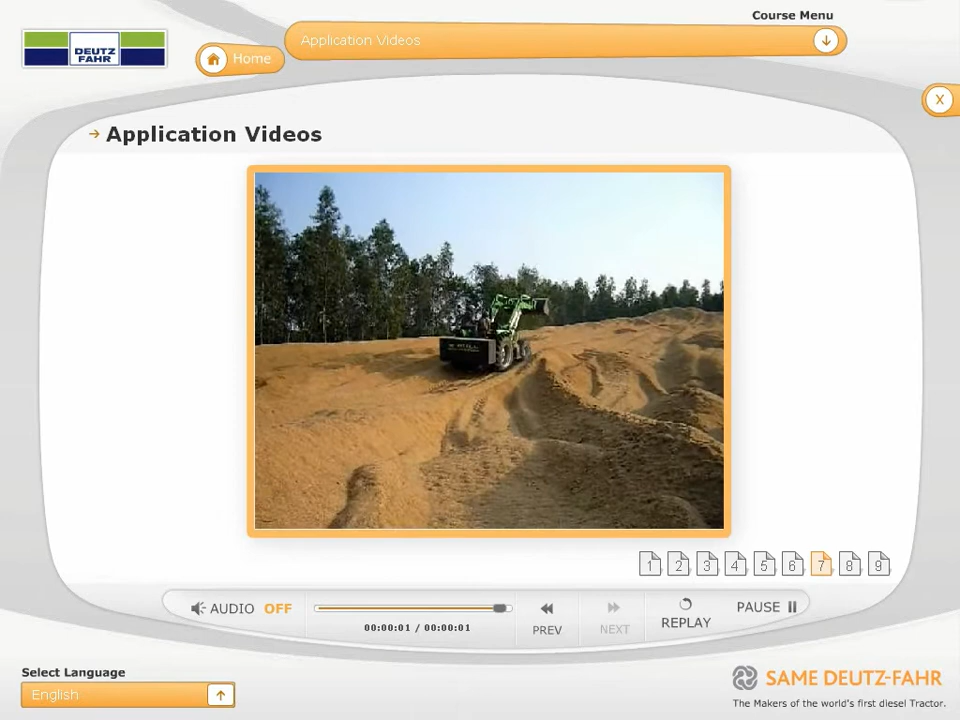 Course Menu
DEUTZ
FAHR
Home
Application Videos
X
Application Videos
1 2 3 4 5 6 7 8 9
AUDIO OFF
00:00:01 / 00:00:01
PREV
NEXT
REPLAY
PAUSE
Select Language
English
SAME DEUTZ-FAHR
The Makers of the world's first diesel Tractor.